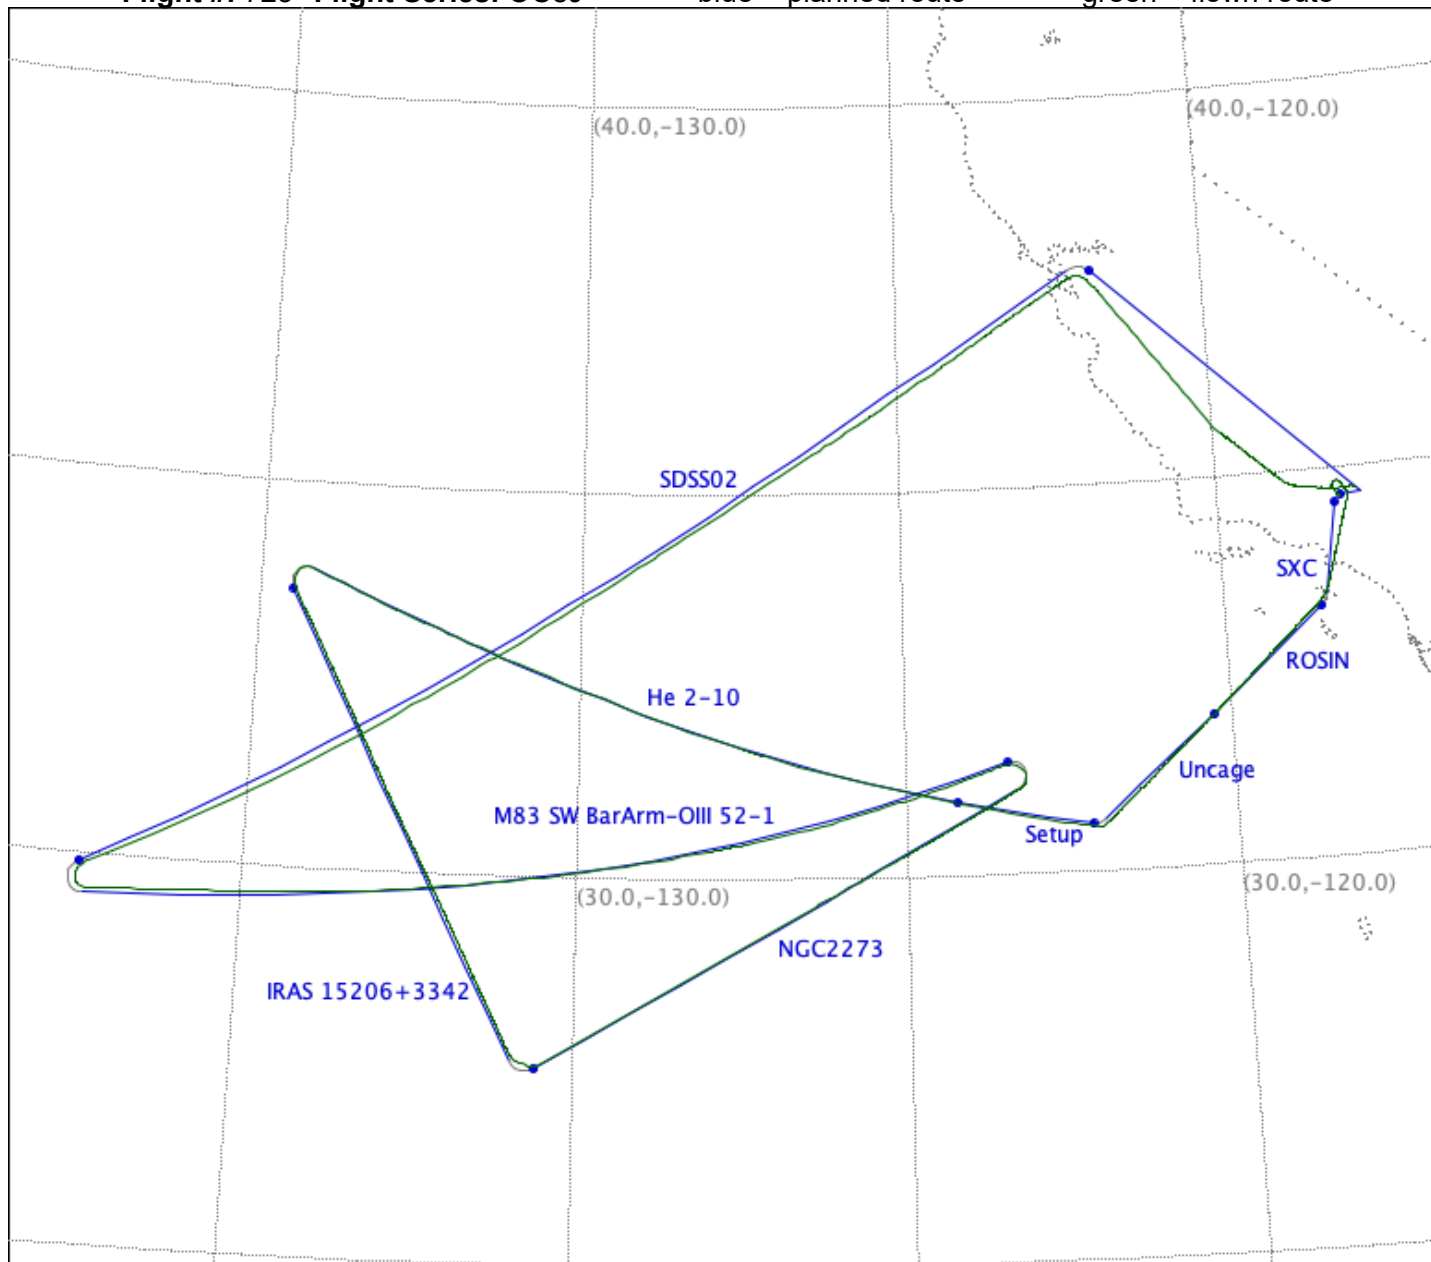 (40.0,-130.0)
(40.0,-120.0)
SDSS02
SXC
ROSIN
He 2-10
Uncage
M83 SW BarArm-OIII 52-1
Setup
(30.0,-130.0)
(30.0,-120.0)
NGC2273
IRAS 15206+3342